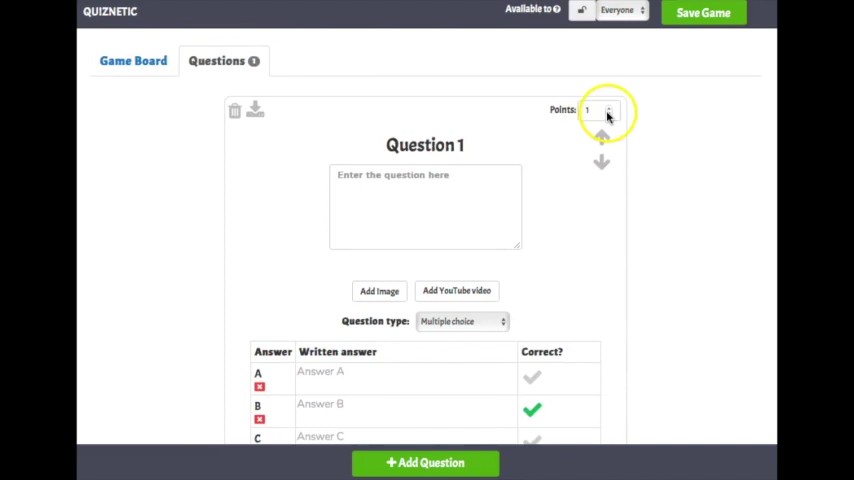 QUIZNETIC
Available to
Everyone
Save Game
Game Board
Questions 1
Points: 1
Question 1
Enter the question here
Add Image
Add YouTube video
Question type: Multiple choice
Answer Written answer Correct?
A Answer A
B Answer B
C Answer C
+ Add Question